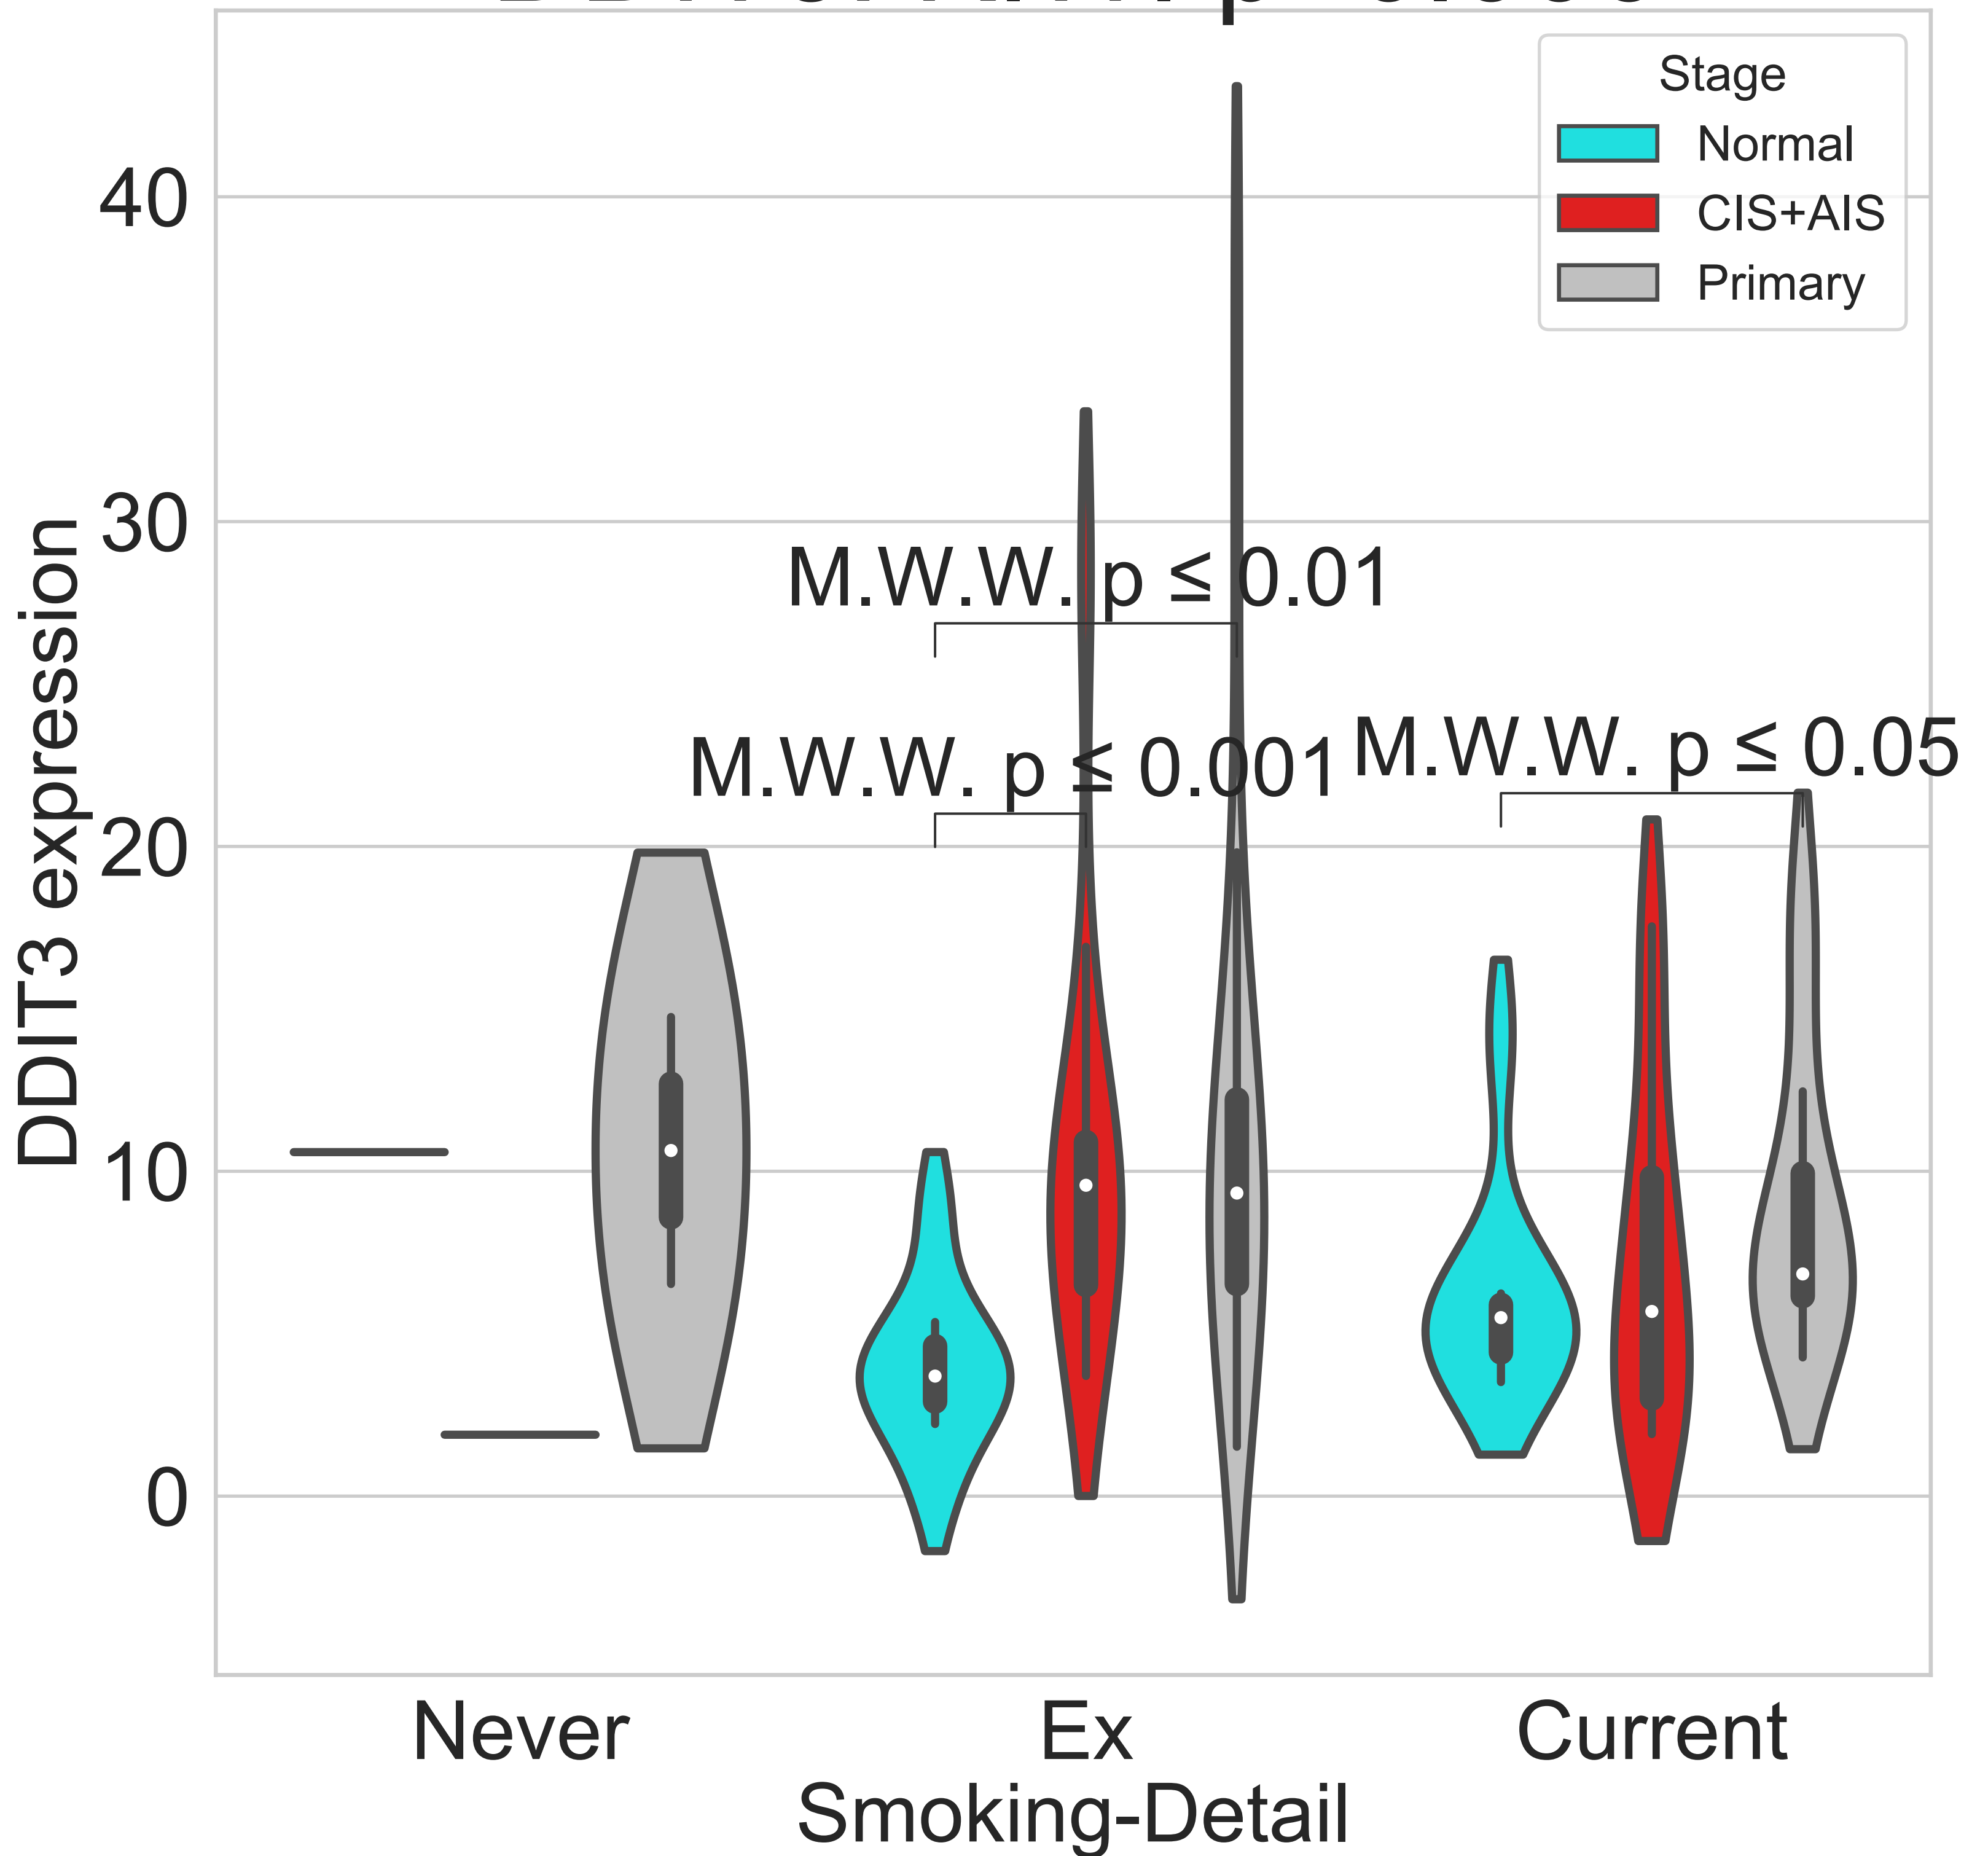 Stage
Normal
CIS+AIS
Primary
40
30
20
10
0
DDIT3 expression
M.W.W. p ≤ 0.01
M.W.W. p ≤ 0.001
M.W.W. p ≤ 0.05
Never
Ex
Current
Smoking-Detail